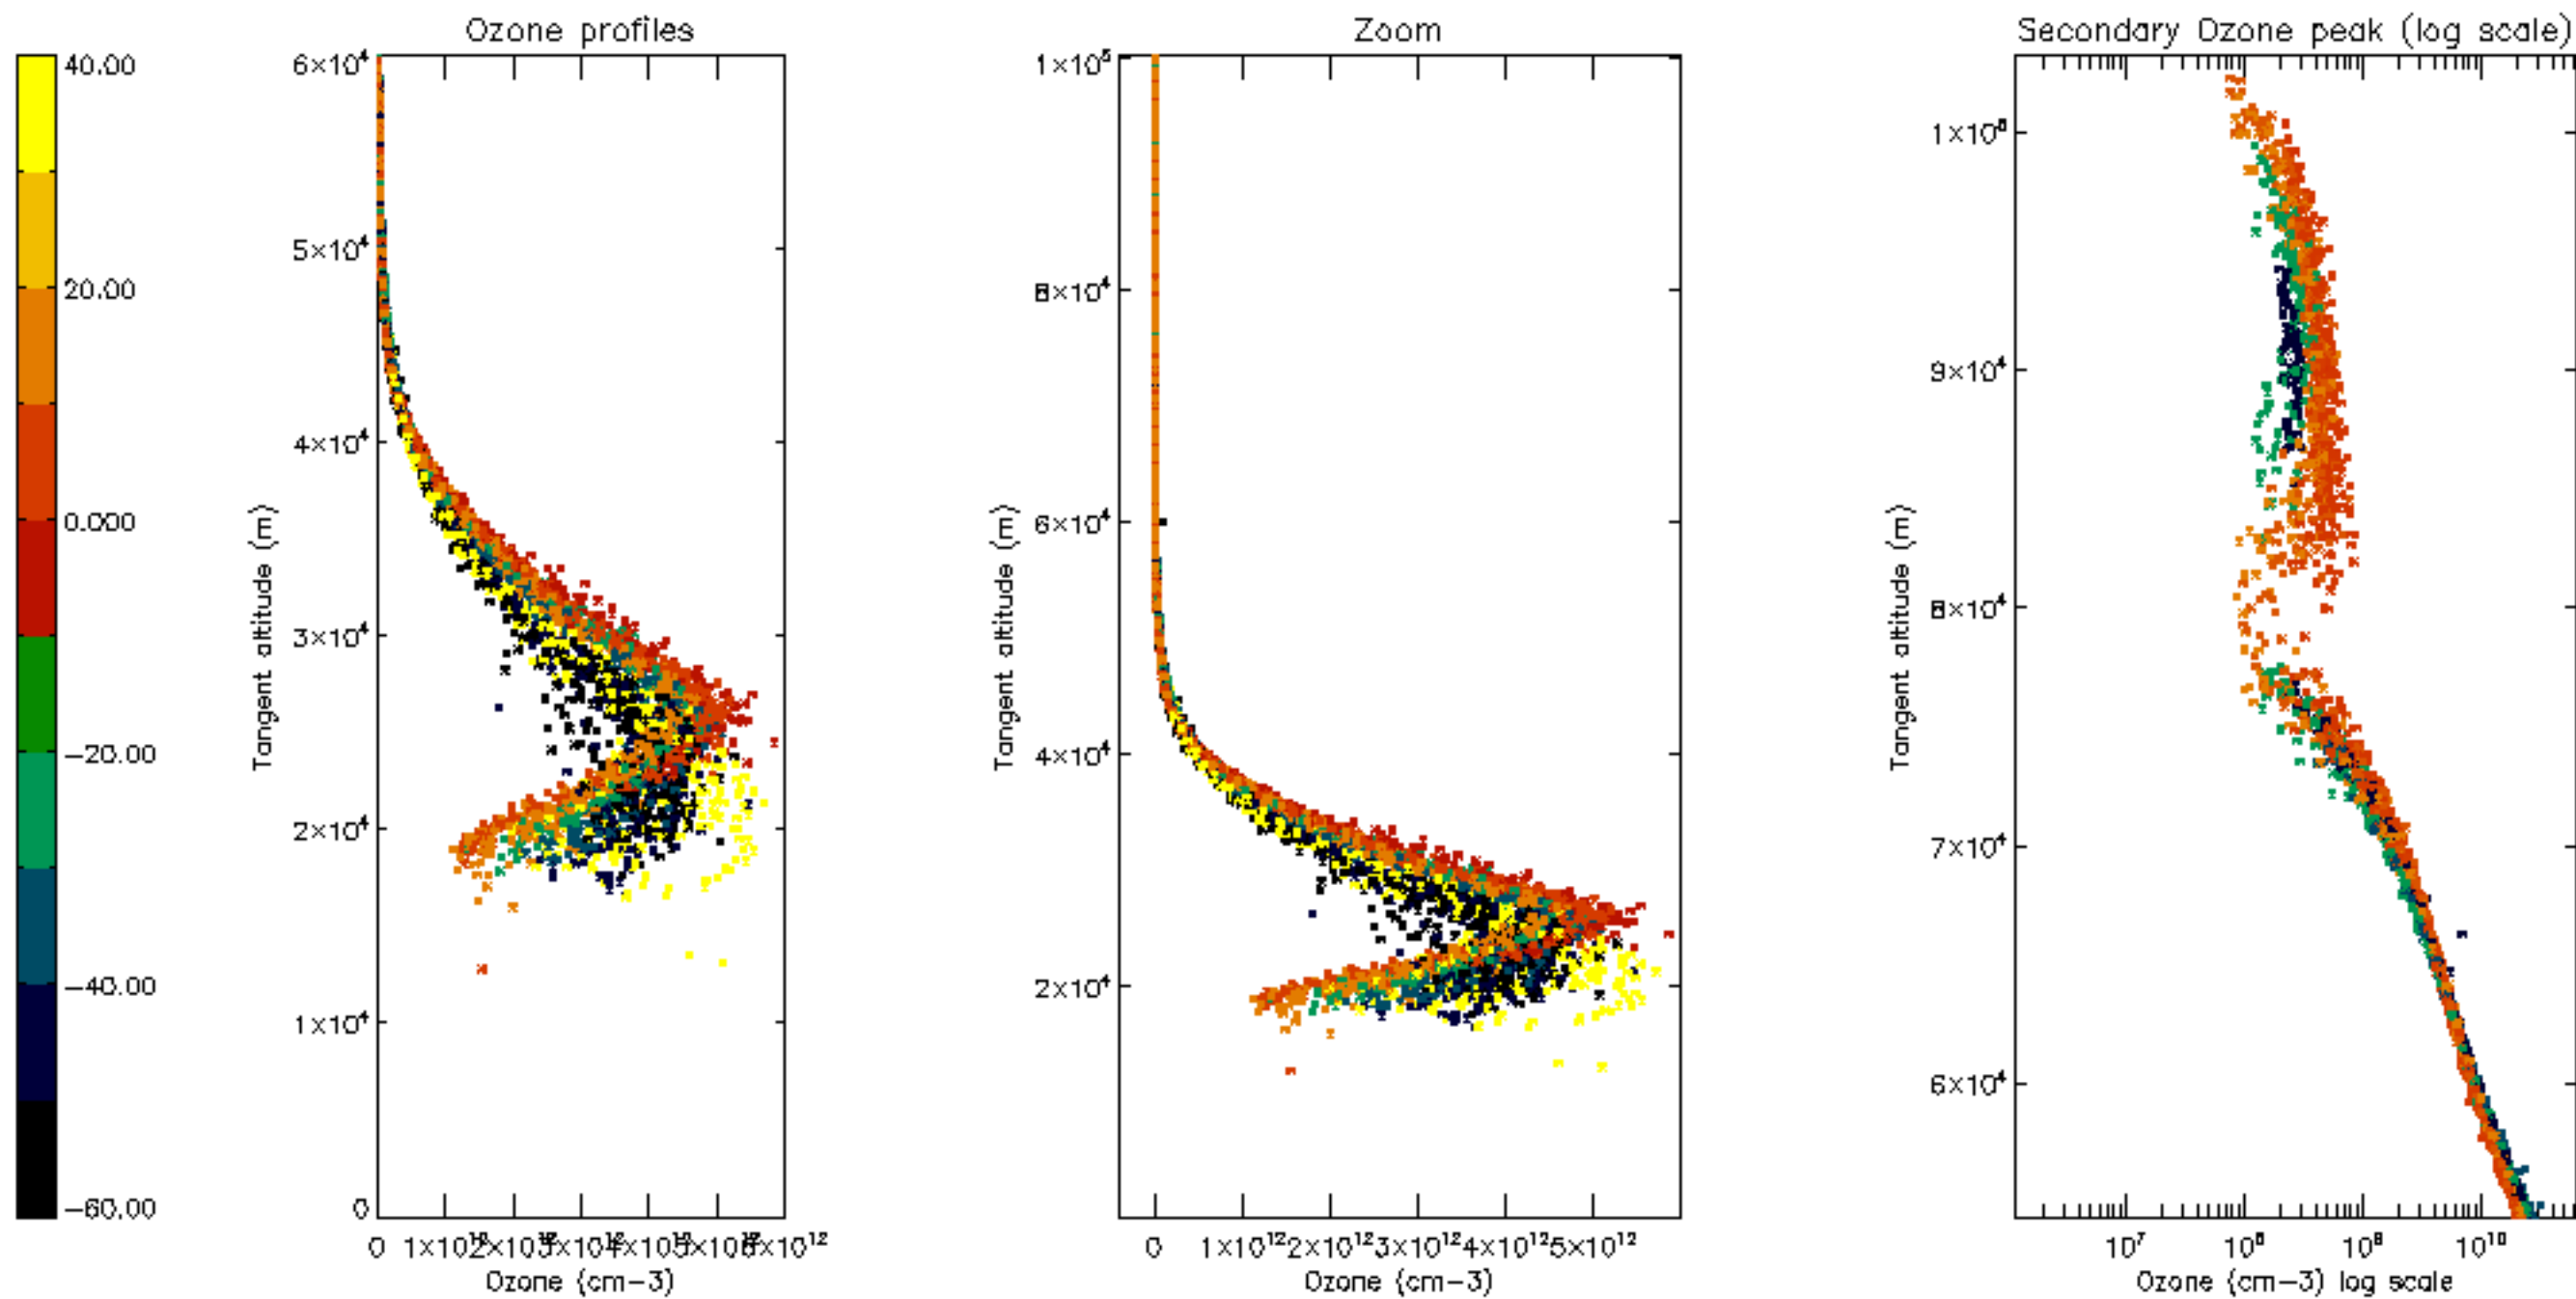 Ozone profiles
Zoom
Secondary Ozone peak (log scale)
40.00
20.00
0.000
−20.00
−40.00
−60.00
6×10⁴
5×10⁴
4×10⁴
3×10⁴
2×10⁴
1×10⁴
0
Tangent altitude (m)
0
Ozone (cm−3)
1×10⁵
8×10⁴
6×10⁴
4×10⁴
2×10⁴
Tangent altitude (m)
0 1×10¹² 2×10¹² 3×10¹² 4×10¹² 5×10¹²
Ozone (cm−3)
9×10⁴
8×10⁴
7×10⁴
6×10⁴
Tangent altitude (m)
10⁷ 10⁸ 10⁹ 10¹⁰
Ozone (cm−3) log scale